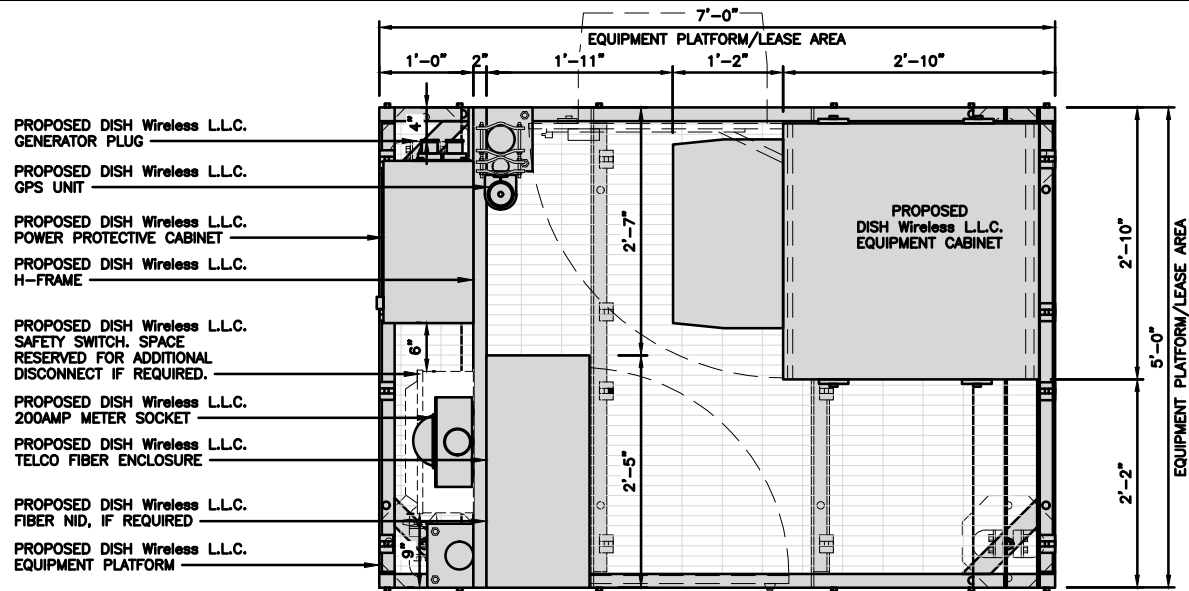 7'-0"
EQUIPMENT PLATFORM/LEASE AREA
1'-0"
2"
1'-11"
1'-2"
2'-10"
PROPOSED DISH Wireless L.L.C.
GENERATOR PLUG
PROPOSED DISH Wireless L.L.C.
GPS UNIT
PROPOSED DISH Wireless L.L.C.
POWER PROTECTIVE CABINET
PROPOSED DISH Wireless L.L.C.
H-FRAME
PROPOSED DISH Wireless L.L.C.
SAFETY SWITCH. SPACE
RESERVED FOR ADDITIONAL
DISCONNECT IF REQUIRED.
PROPOSED DISH Wireless L.L.C.
200AMP METER SOCKET
PROPOSED DISH Wireless L.L.C.
TELCO FIBER ENCLOSURE
PROPOSED DISH Wireless L.L.C.
FIBER NID, IF REQUIRED
PROPOSED DISH Wireless L.L.C.
EQUIPMENT PLATFORM
4"
6"
9"
2'-7"
2'-5"
PROPOSED
DISH Wireless L.L.C.
EQUIPMENT CABINET
2'-10"
2'-2"
5'-0"
EQUIPMENT PLATFORM/LEASE AREA